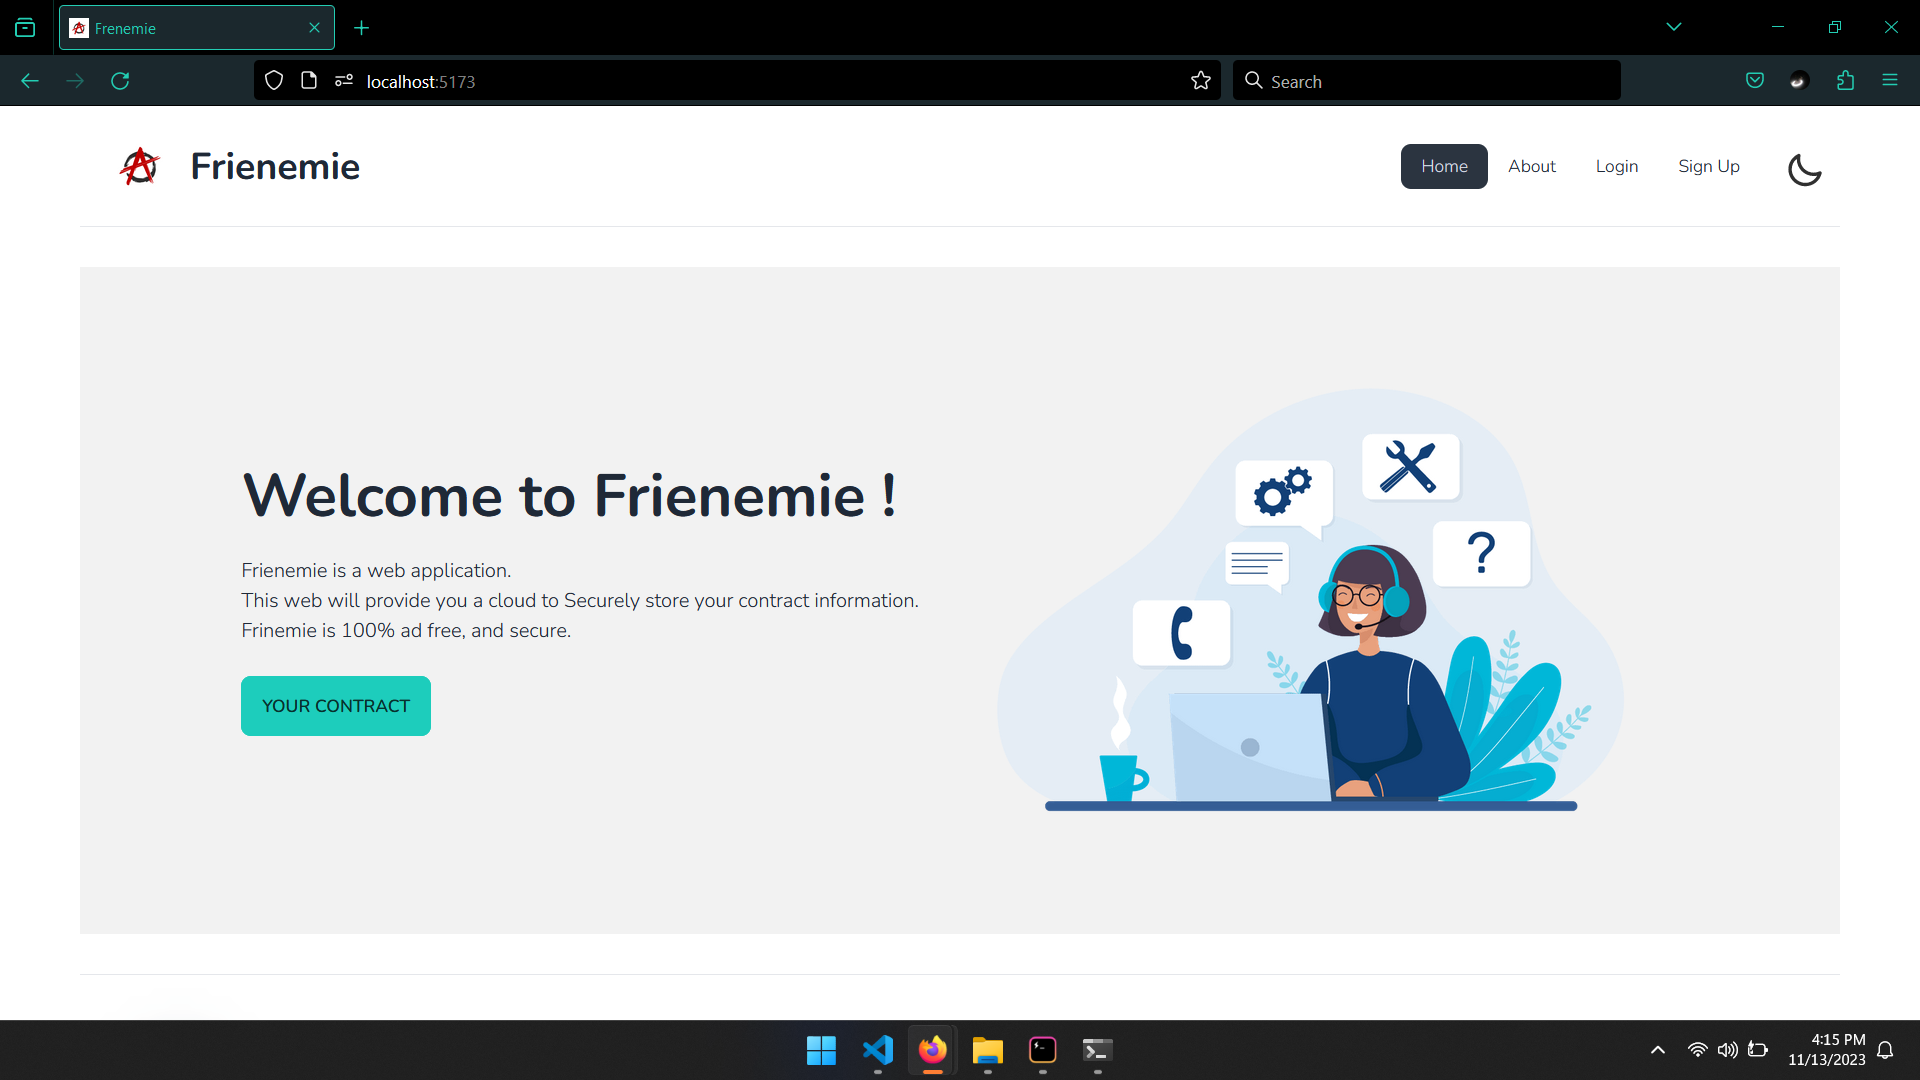 Frenemie
localhost:5173
Search
Frienemie
Home
About
Login
Sign Up
Welcome to Frienemie !
Frienemie is a web application.
This web will provide you a cloud to Securely store your contract information.
Frinemie is 100% ad free, and secure.
YOUR CONTRACT
?
4:15 PM
11/13/2023